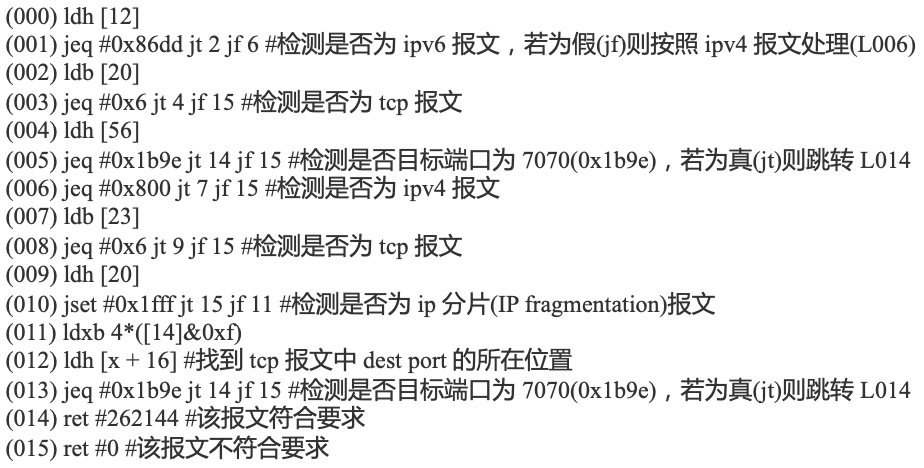 (000) ldh [12]
(001) jeq #0x86dd jt 2 jf 6 #检测是否为 ipv6 报文，若为假(jf)则按照 ipv4 报文处理(L006)
(002) ldb [20]
(003) jeq #0x6 jt 4 jf 15 #检测是否为 tcp 报文
(004) ldh [56]
(005) jeq #0x1b9e jt 14 jf 15 #检测是否目标端口为 7070(0x1b9e)，若为真(jt)则跳转 L014
(006) jeq #0x800 jt 7 jf 15 #检测是否为 ipv4 报文
(007) ldb [23]
(008) jeq #0x6 jt 9 jf 15 #检测是否为 tcp 报文
(009) ldh [20]
(010) jset #0x1fff jt 15 jf 11 #检测是否为 ip 分片(IP fragmentation)报文
(011) ldxb 4*([14]&0xf)
(012) ldh [x + 16] #找到 tcp 报文中 dest port 的所在位置
(013) jeq #0x1b9e jt 14 jf 15 #检测是否目标端口为 7070(0x1b9e)，若为真(jt)则跳转 L014
(014) ret #262144 #该报文符合要求
(015) ret #0 #该报文不符合要求